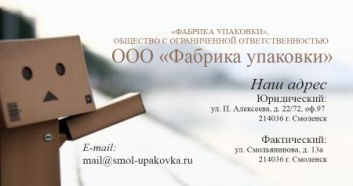 «ФАБРИКА УПАКОВКИ»,
ОБЩЕСТВО С ОГРАНИЧЕННОЙ ОТВЕТСТВЕННОСТЬЮ
ООО «Фабрика упаковки»
Наш адрес
Юридический:
ул. П. Алексеева, д. 22/72, оф.97
214036 г. Смоленск
E-mail:
mail@smol-upakovka.ru
Фактический:
ул. Смольянинова, д. 13а
214036 г. Смоленск